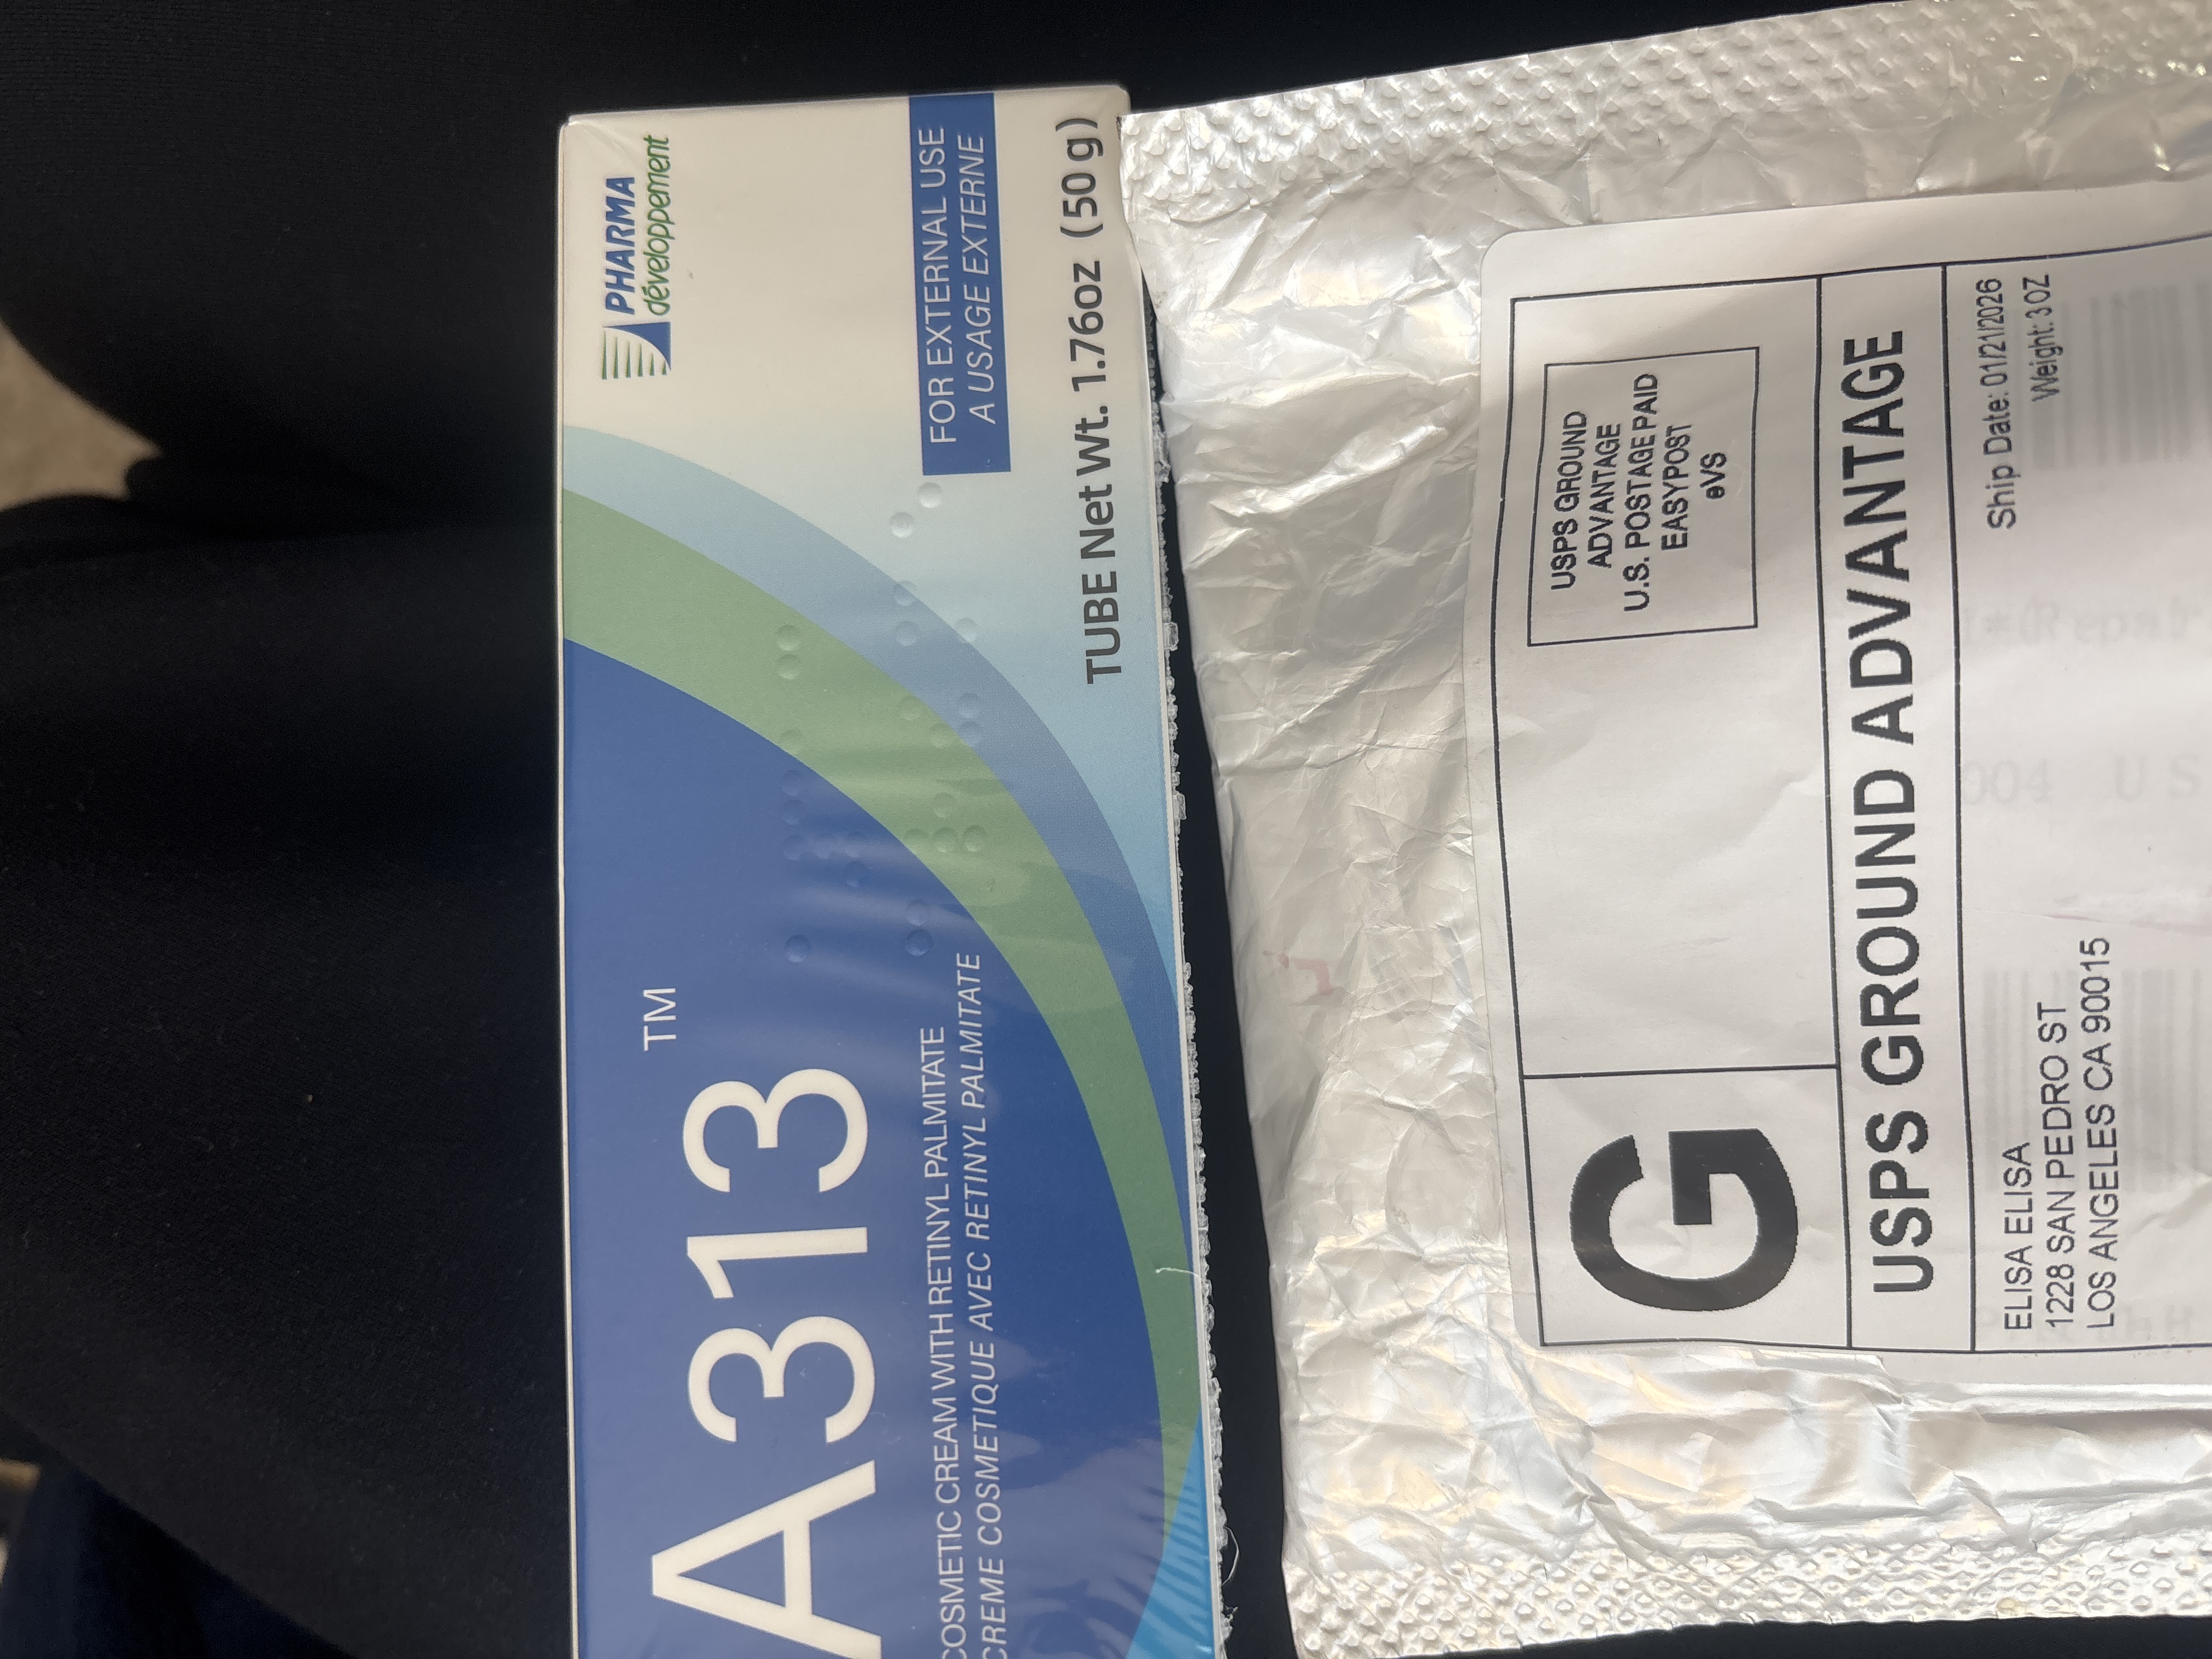 A313™
COSMETIC CREAM WITH RETINYL PALMITATE
CREME COSMETIQUE AVEC RETINYL PALMITATE
PHARMA
développement
FOR EXTERNAL USE
A USAGE EXTERNE
TUBE Net Wt. 1.76oz (50 g)
G
USPS GROUND
ADVANTAGE
U.S. POSTAGE PAID
EASYPOST
eVS
USPS GROUND ADVANTAGE
ELISA ELISA
1228 SAN PEDRO ST
LOS ANGELES CA 90015
Ship Date: 01/21/2026
Weight: 3 OZ